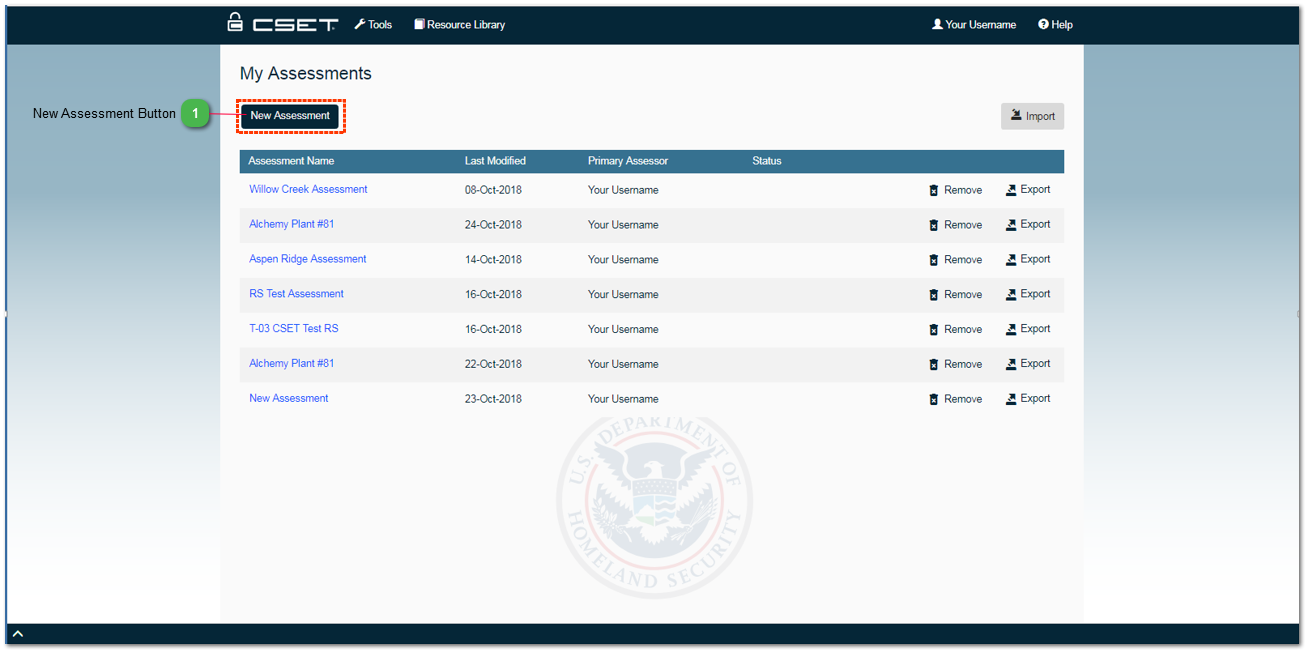 CSET Tools Resource Library Your Username Help
My Assessments
New Assessment Button 1 New Assessment Import
Assessment Name Last Modified Primary Assessor Status
Willow Creek Assessment 08-Oct-2018 Your Username Remove Export
Alchemy Plant #81 24-Oct-2018 Your Username Remove Export
Aspen Ridge Assessment 14-Oct-2018 Your Username Remove Export
RS Test Assessment 16-Oct-2018 Your Username Remove Export
T-03 CSET Test RS 16-Oct-2018 Your Username Remove Export
Alchemy Plant #81 22-Oct-2018 Your Username Remove Export
New Assessment 23-Oct-2018 Your Username Remove Export
U.S. DEPARTMENT OF
HOMELAND SECURITY